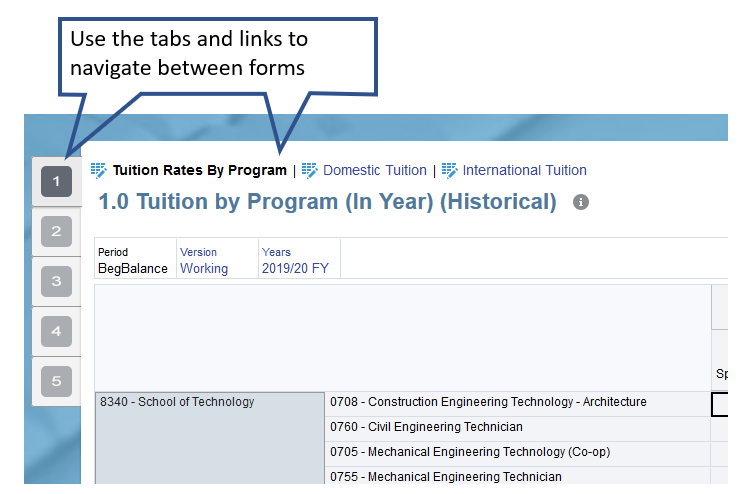 Use the tabs and links to
navigate between forms
1
2
3
4
5
Tuition Rates By Program | Domestic Tuition | International Tuition
1.0 Tuition by Program (In Year) (Historical) i
Period Version Years
BegBalance Working 2019/20 FY
Sp
8340 - School of Technology 0708 - Construction Engineering Technology - Architecture
0760 - Civil Engineering Technician
0705 - Mechanical Engineering Technology (Co-op)
0755 - Mechanical Engineering Technician